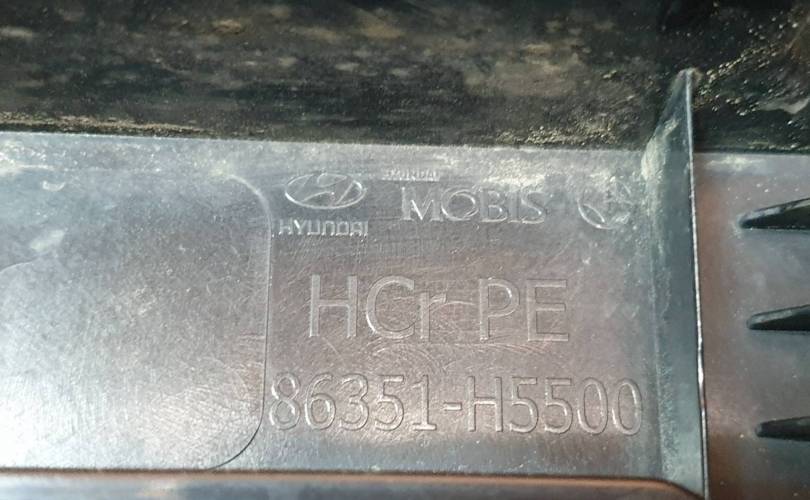 HYUNDAI
HYUNDAI
MOBIS
HCr PE
86351-H5500